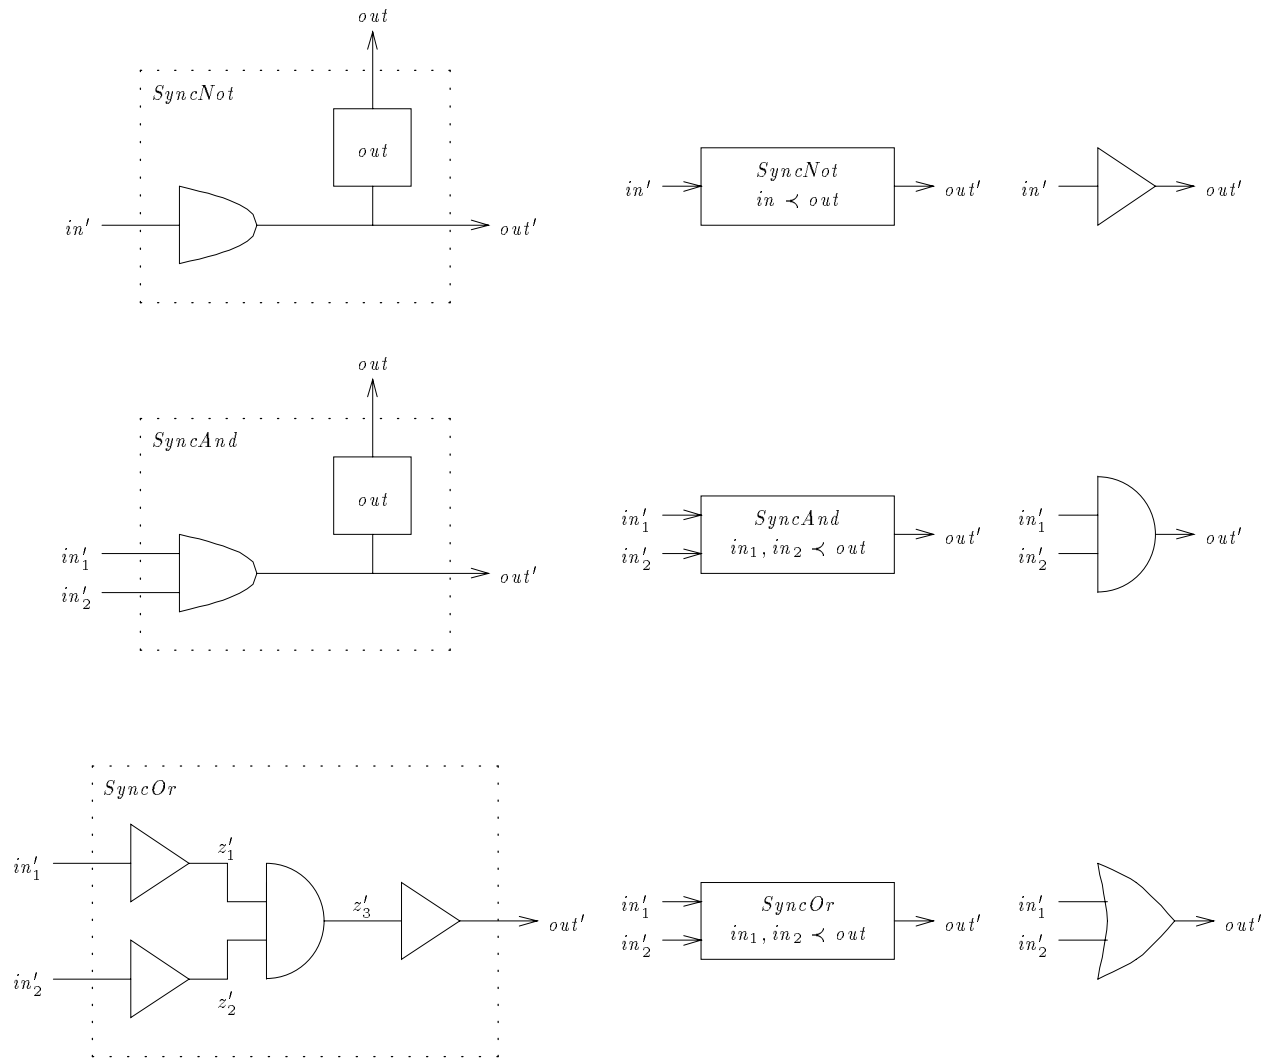 out
SyncNot
out
in′
out′
in′
SyncNot
in ≺ out
out′
in′
out′
out
SyncAnd
out
in′₁
in′₂
out′
in′₁
in′₂
SyncAnd
in₁, in₂ ≺ out
out′
in′₁
in′₂
out′
SyncOr
in′₁
z′₁
z′₃
out′
in′₂
z′₂
in′₁
in′₂
SyncOr
in₁, in₂ ≺ out
out′
in′₁
in′₂
out′